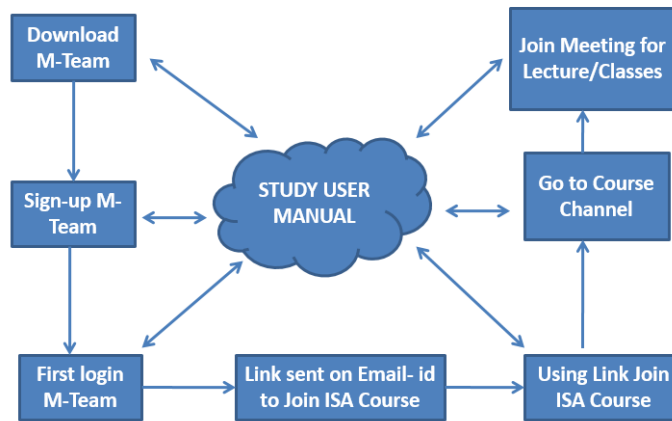 Download
M-Team
Join Meeting for
Lecture/Classes
STUDY USER
MANUAL
Sign-up M-
Team
Go to Course
Channel
First login
M-Team
Link sent on Email- id
to Join ISA Course
Using Link Join
ISA Course